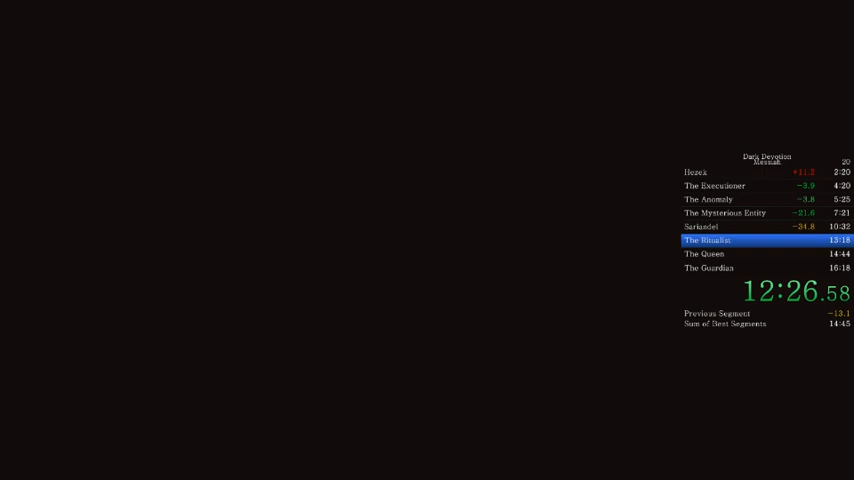 Dark Devotion
Messiah 20
Hezek +11.2 2:20
The Executioner −3.9 4:20
The Anomaly −3.8 5:25
The Mysterious Entity −21.6 7:21
Sariandel −34.8 10:32
The Ritualist 13:18
The Queen 14:44
The Guardian 16:18
12:26.58
Previous Segment −13.1
Sum of Best Segments 14:45